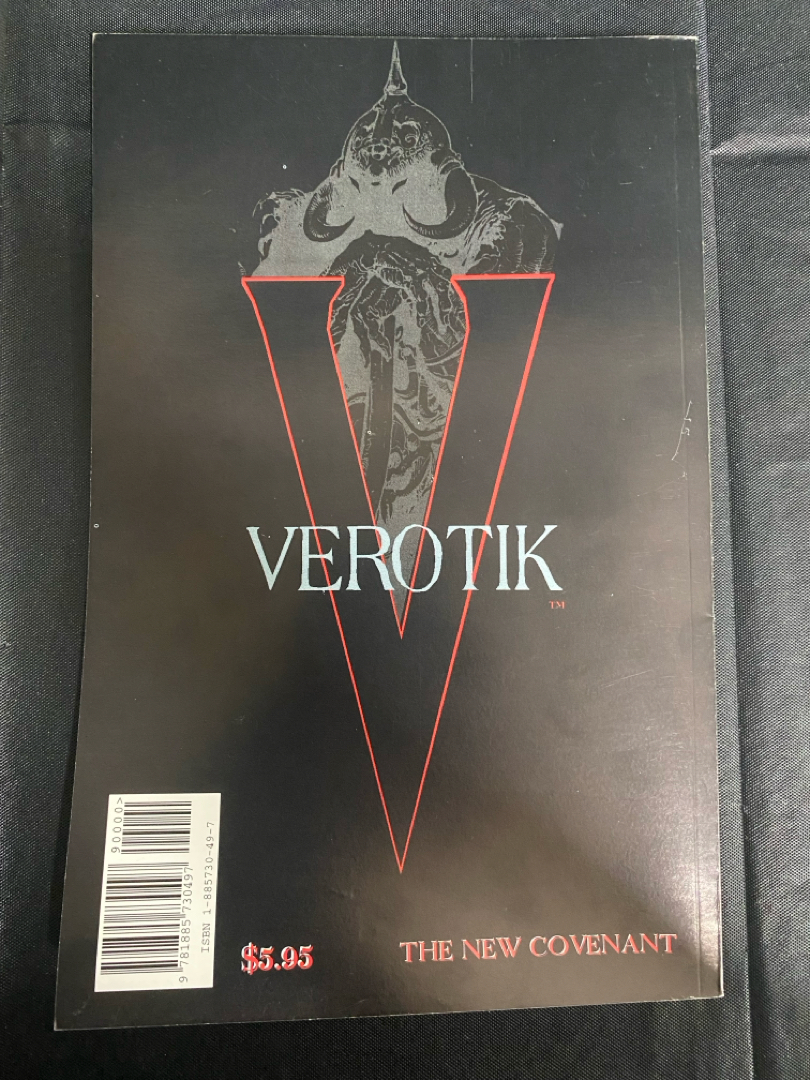 VEROTIK
TM
90000>
9 781885 730497
ISBN 1-885730-49-7
$5.95
THE NEW COVENANT